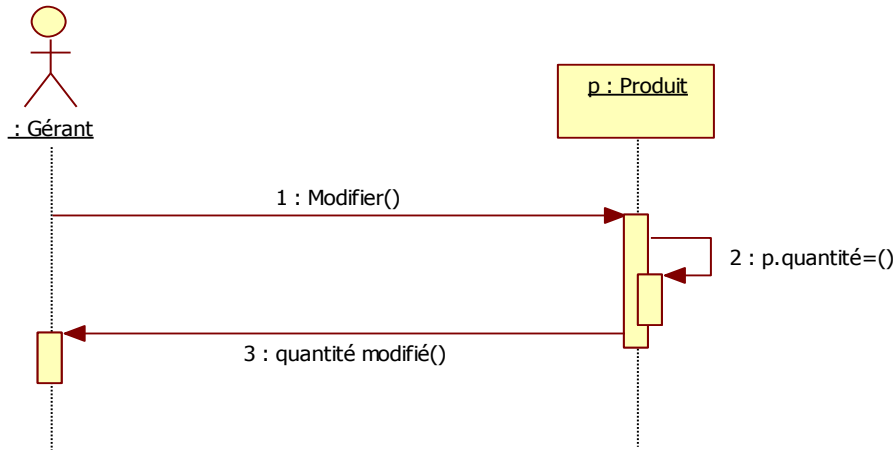 : Gérant
p : Produit
1 : Modifier()
2 : p.quantité=()
3 : quantité modifié()